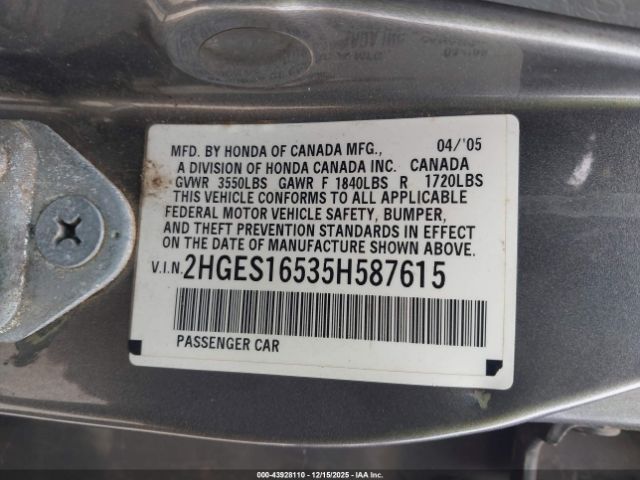 MFD. BY HONDA OF CANADA MFG., 04/'05
A DIVISION OF HONDA CANADA INC. CANADA
GVWR 3550LBS GAWR F 1840LBS R 1720LBS
THIS VEHICLE CONFORMS TO ALL APPLICABLE
FEDERAL MOTOR VEHICLE SAFETY, BUMPER,
AND THEFT PREVENTION STANDARDS IN EFFECT
ON THE DATE OF MANUFACTURE SHOWN ABOVE.
V.I.N. 2HGES16535H587615
PASSENGER CAR
000-43928110 • 12/15/2025 • IAA Inc.